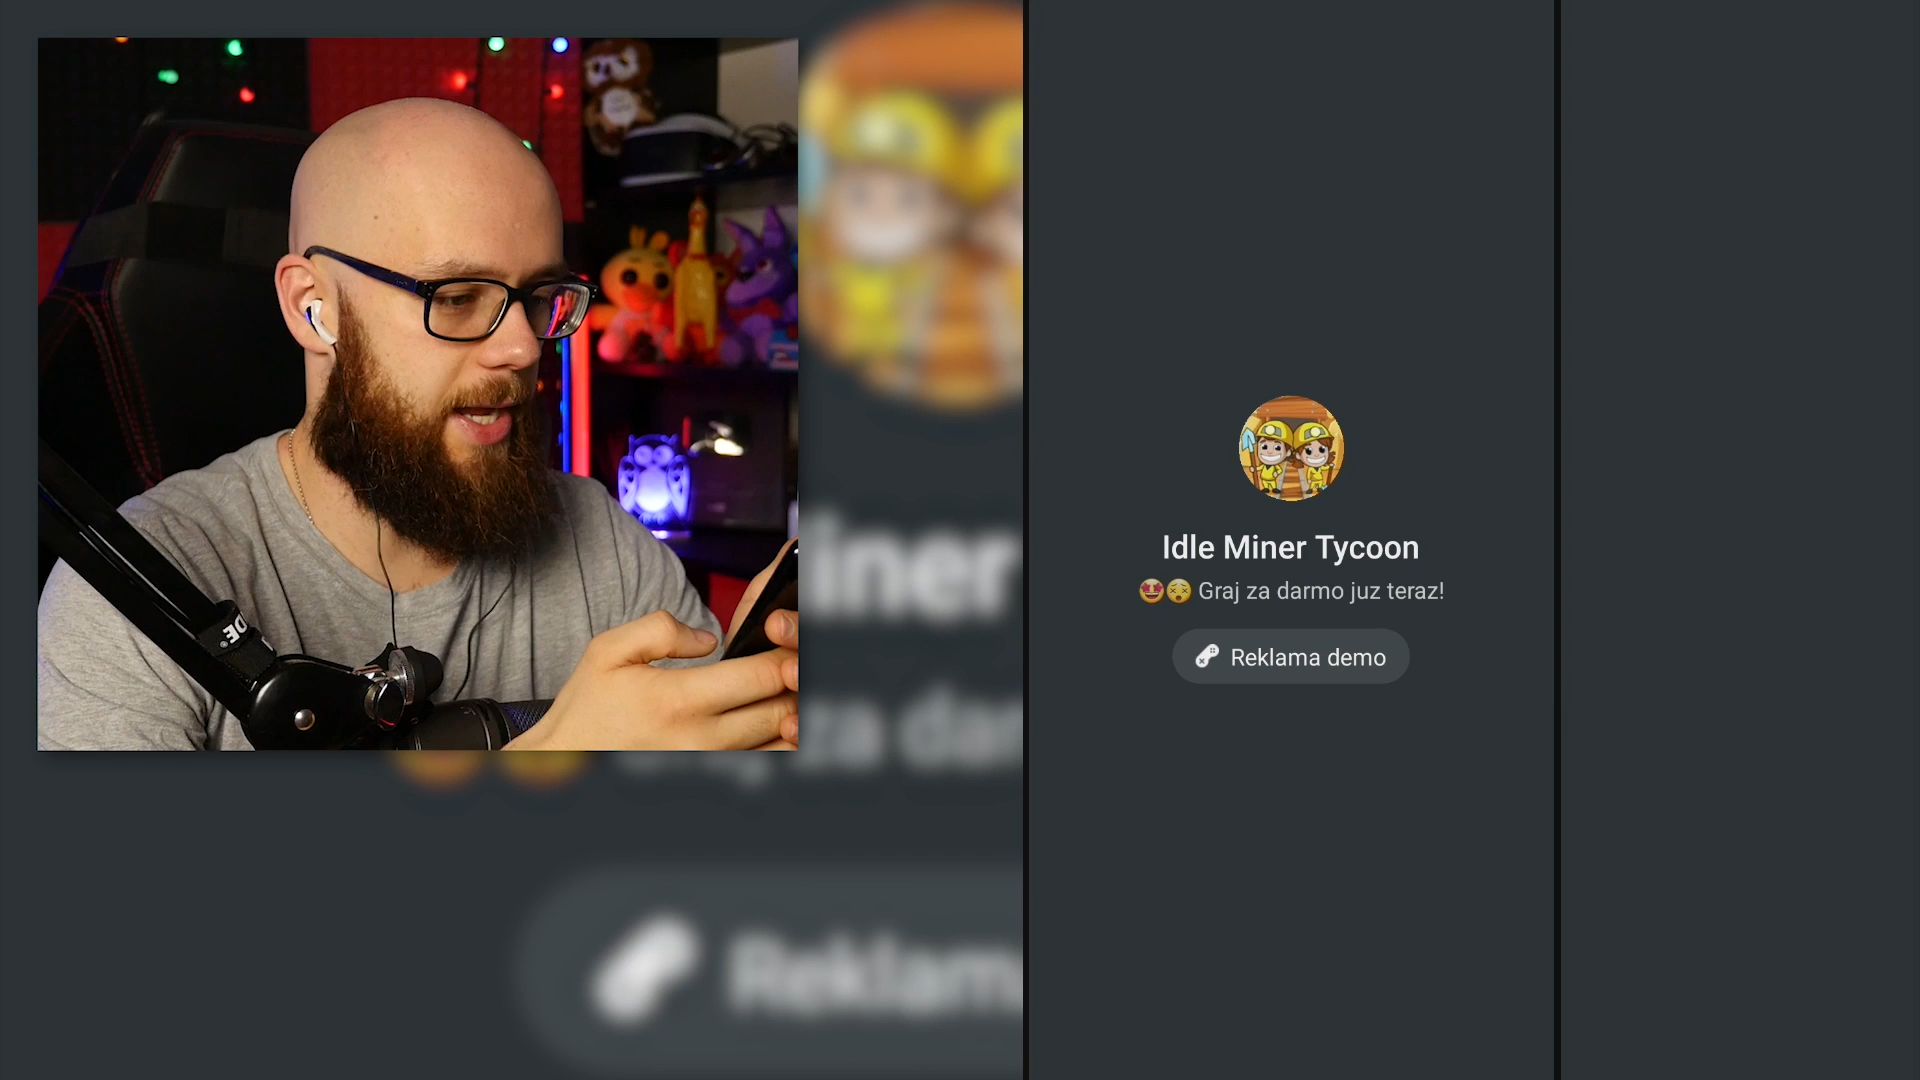 Idle Miner Tycoon
🤩😵 Graj za darmo juz teraz!
Reklama demo